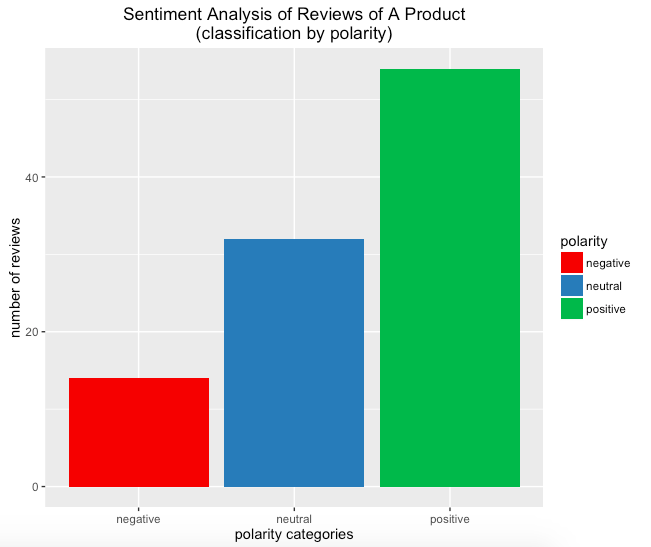 Sentiment Analysis of Reviews of A Product
(classification by polarity)
number of reviews
40
20
0
negative
neutral
positive
polarity categories
polarity
negative
neutral
positive